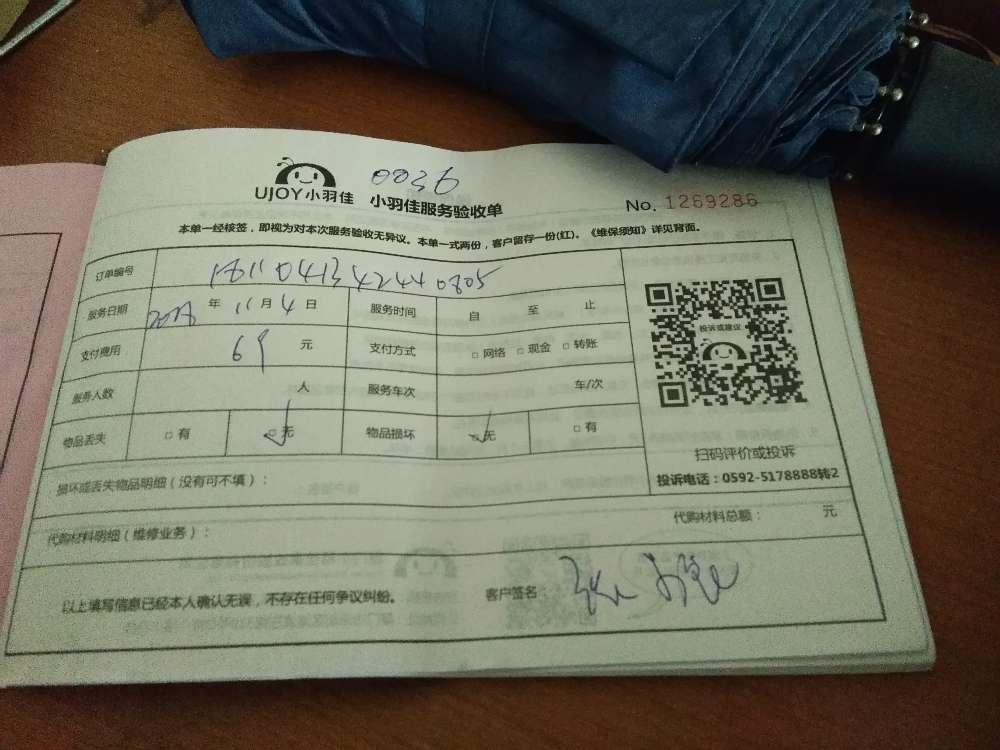 UJOY小羽佳 小羽佳服务验收单 0036 No. 1269286
本单一经核签，即视为对本次服务验收无异议。本单一式两份，客户留存一份(红)。《维保须知》详见背面。
订单编号 1811041342440805
服务日期 2018 年 11 月 4 日 服务时间 自 至 止
投诉或建议
支付费用 69 元 支付方式 □ 网络 □ 现金 □ 转账
服务人数 人 服务车次 车/次
物品丢失 □ 有 ☑ 无 物品损坏 ☑ 无 □ 有
扫码评价或投诉
投诉电话：0592-5178888转2
损坏或丢失物品明细（没有可不填）：
代购材料明细（维修业务）： 代购材料总额： 元
以上填写信息已经本人确认无误，不存在任何争议纠纷。 客户签名：